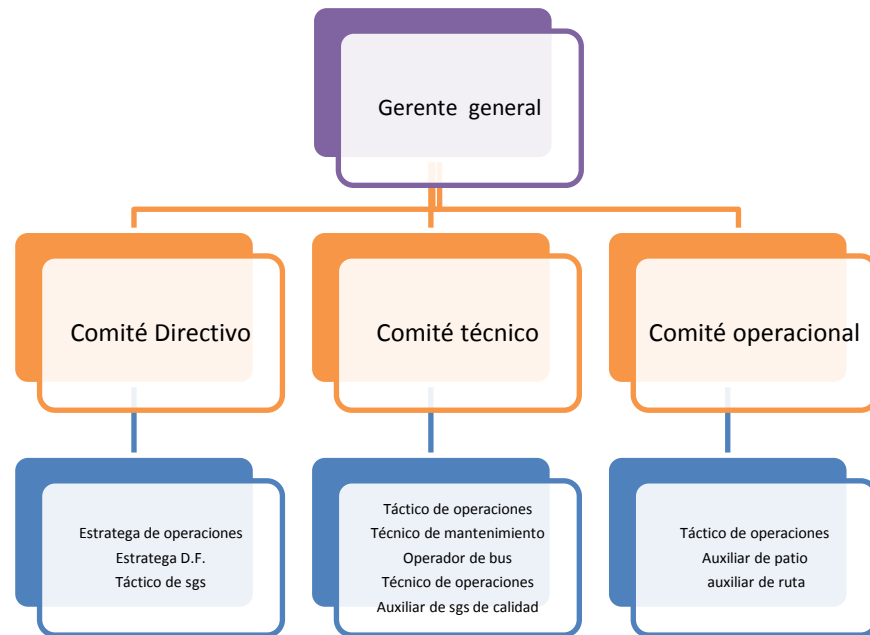 Gerente  general
Comité Directivo
Comité técnico
Comité operacional
Estratega de operaciones
Estratega D.F.
Táctico de sgs
Táctico de operaciones
Técnico de mantenimiento
Operador de bus
Técnico de operaciones
Auxiliar de sgs de calidad
Táctico de operaciones
Auxiliar de patio
auxiliar de ruta